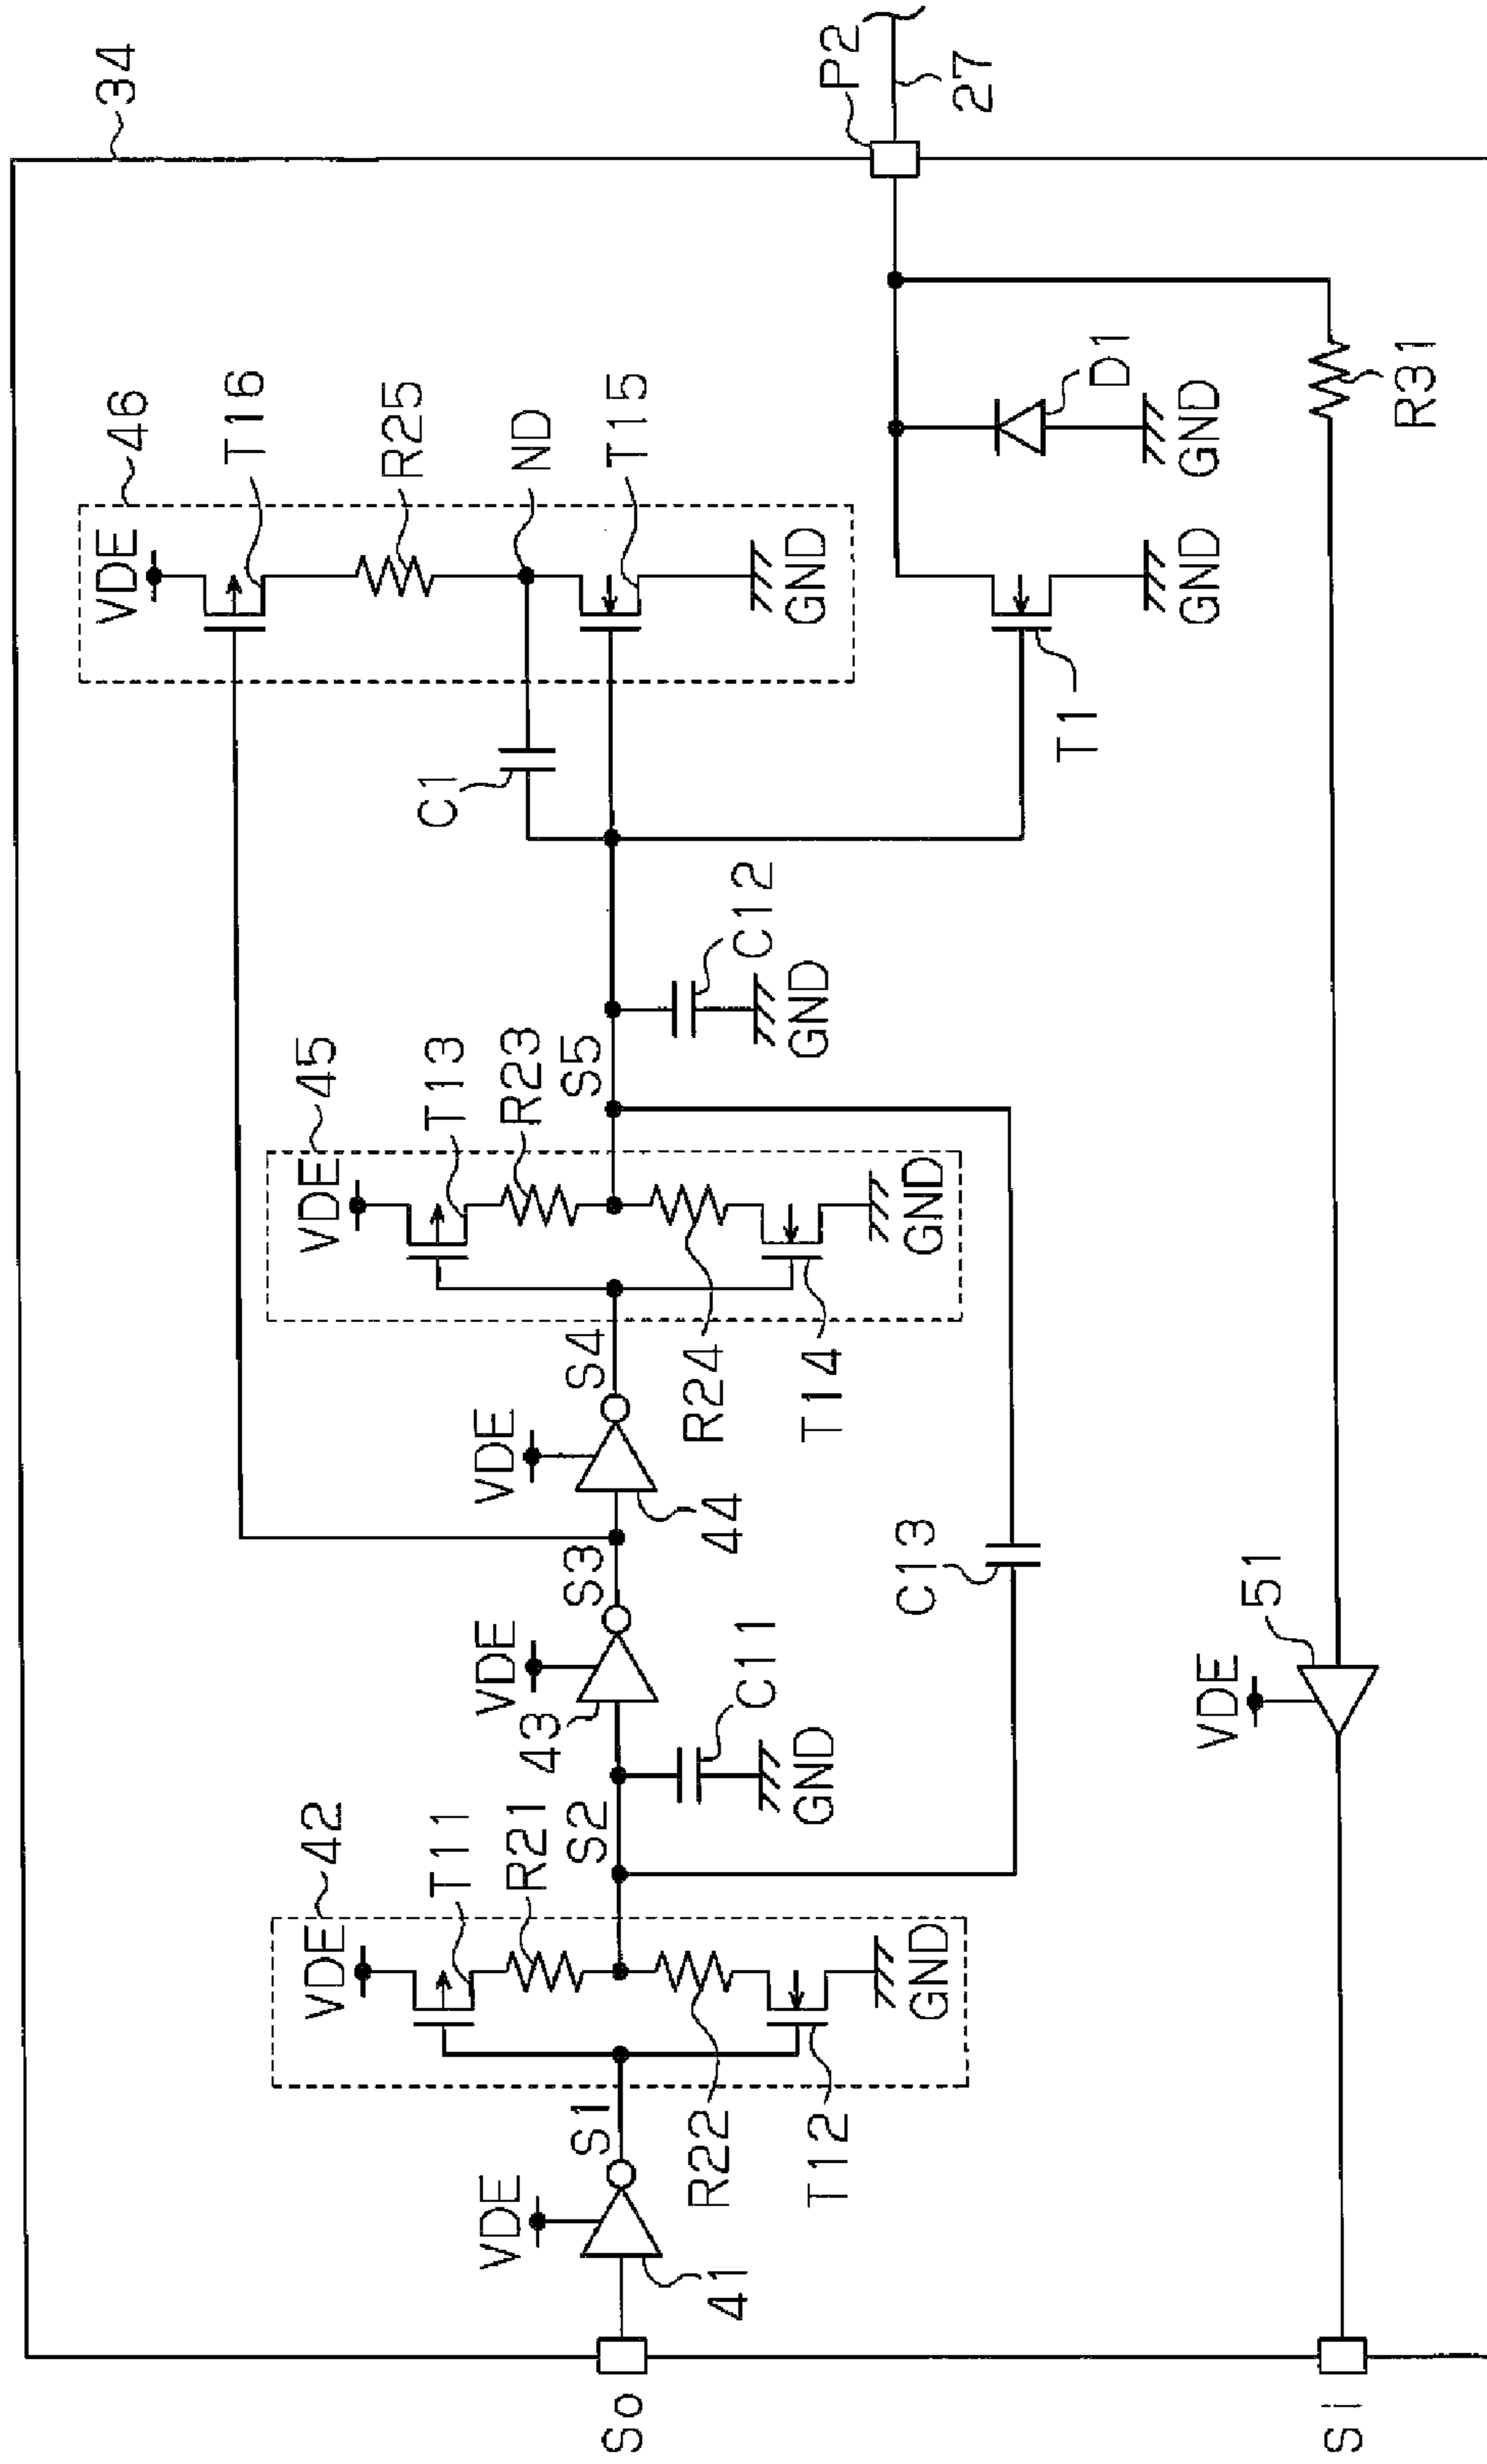 34
46
VDE
T16
R25
ND
T15
GND
C1
P2
27
D1
GND
GND
T1
R31
45
VDE
T13
R23
S5
C12
GND
R24
T14
GND
VDE
S4
44
S3
VDE
43
C11
GND
C13
42
VDE
T11
R21
S2
R22
T12
GND
VDE
S1
41
So
VDE
51
Si